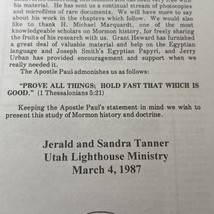 his material. He has sent us a continual stream of photocopies
and microfilms of rare documents. We will have more to say
about his work in the chapters which follow. We would also
like to thank H. Michael Marquardt, one of the most
knowledgeable scholars on Mormon history, for freely sharing
the fruits of his research with us. Grant Heward has furnished
a great deal of valuable material and help on the Egyptian
language and Joseph Smith's Egyptian Papyri, and Jerry
Urban has provided encouragement and support when we
really needed it.
The Apostle Paul admonishes us as follows:
"PROVE ALL THINGS; HOLD FAST THAT WHICH IS
GOOD." (1 Thessalonians 5:21)
Keeping the Apostle Paul's statement in mind we wish to
present this study of Mormon history and doctrine.
Jerald and Sandra Tanner
Utah Lighthouse Ministry
March 4, 1987